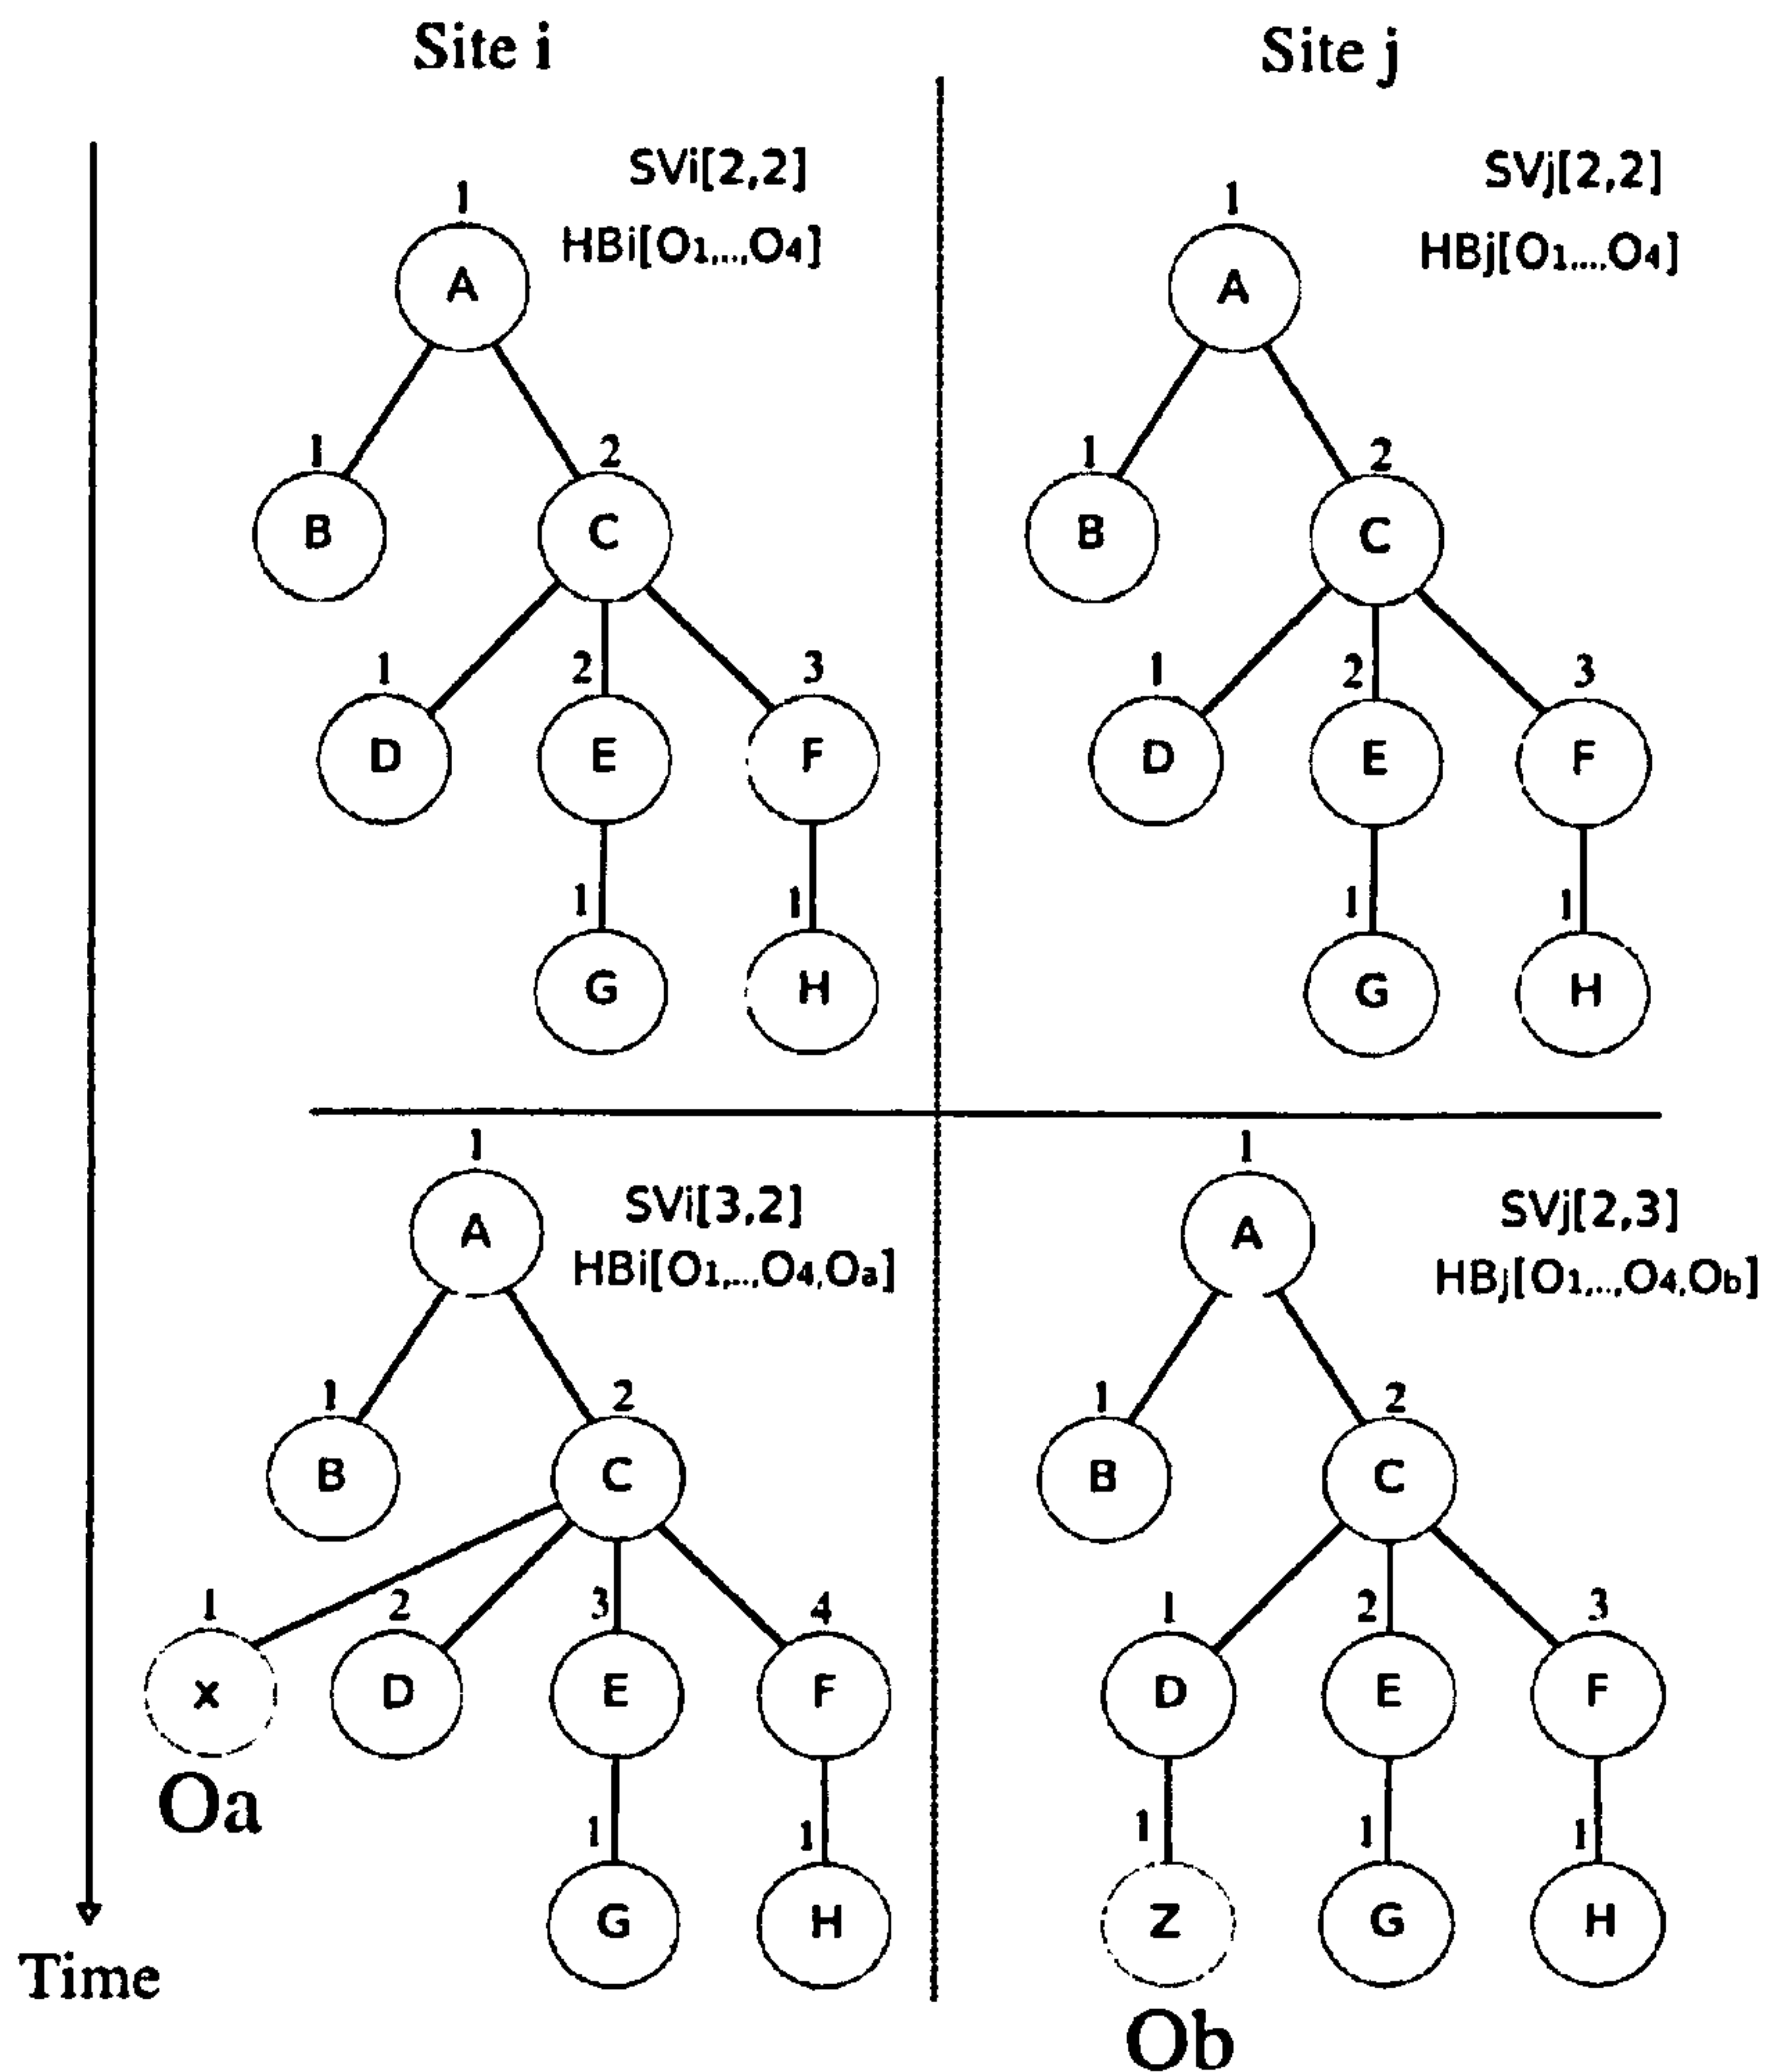 Site i
Site j
SVi[2,2]
HBi[O1,..,O4]
1
A
1
B
2
C
1
D
2
E
3
F
1
G
1
H
SVj[2,2]
HBj[O1,...,O4]
1
A
1
B
2
C
1
D
2
E
3
F
1
G
1
H
SVi[3,2]
HBi[O1,..,O4,Oa]
1
A
1
B
2
C
1
x
Oa
2
D
3
E
4
F
1
G
1
H
SVj[2,3]
HBj[O1,..,O4,Ob]
1
A
1
B
2
C
1
D
2
E
3
F
1
Z
1
G
1
H
Ob
Time